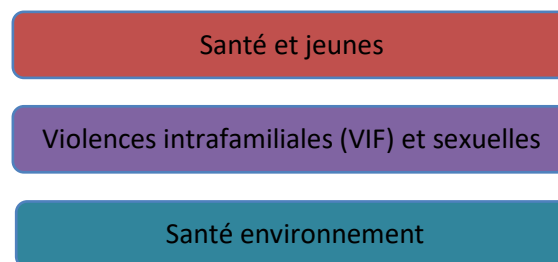 Santé et jeunes
Violences intrafamiliales (VIF) et sexuelles
Santé environnement